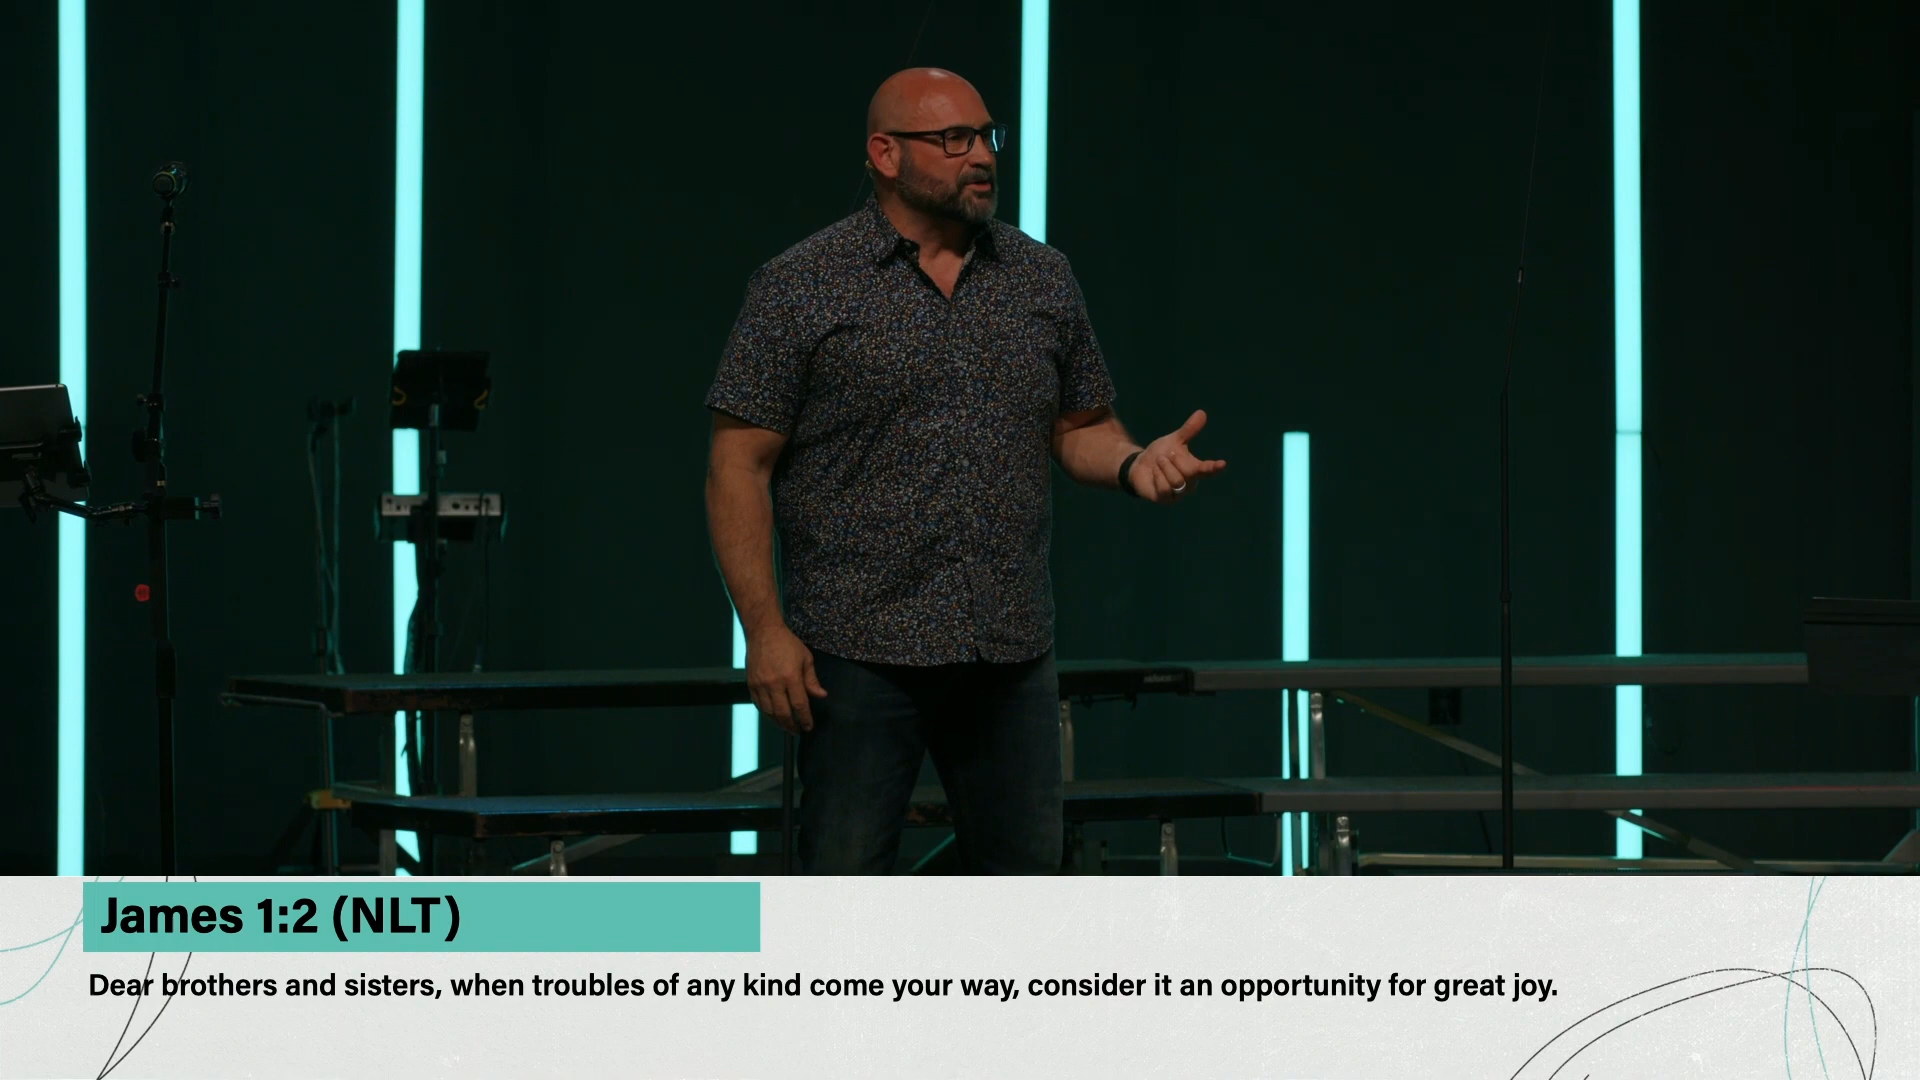 James 1:2 (NLT)
Dear brothers and sisters, when troubles of any kind come your way, consider it an opportunity for great joy.